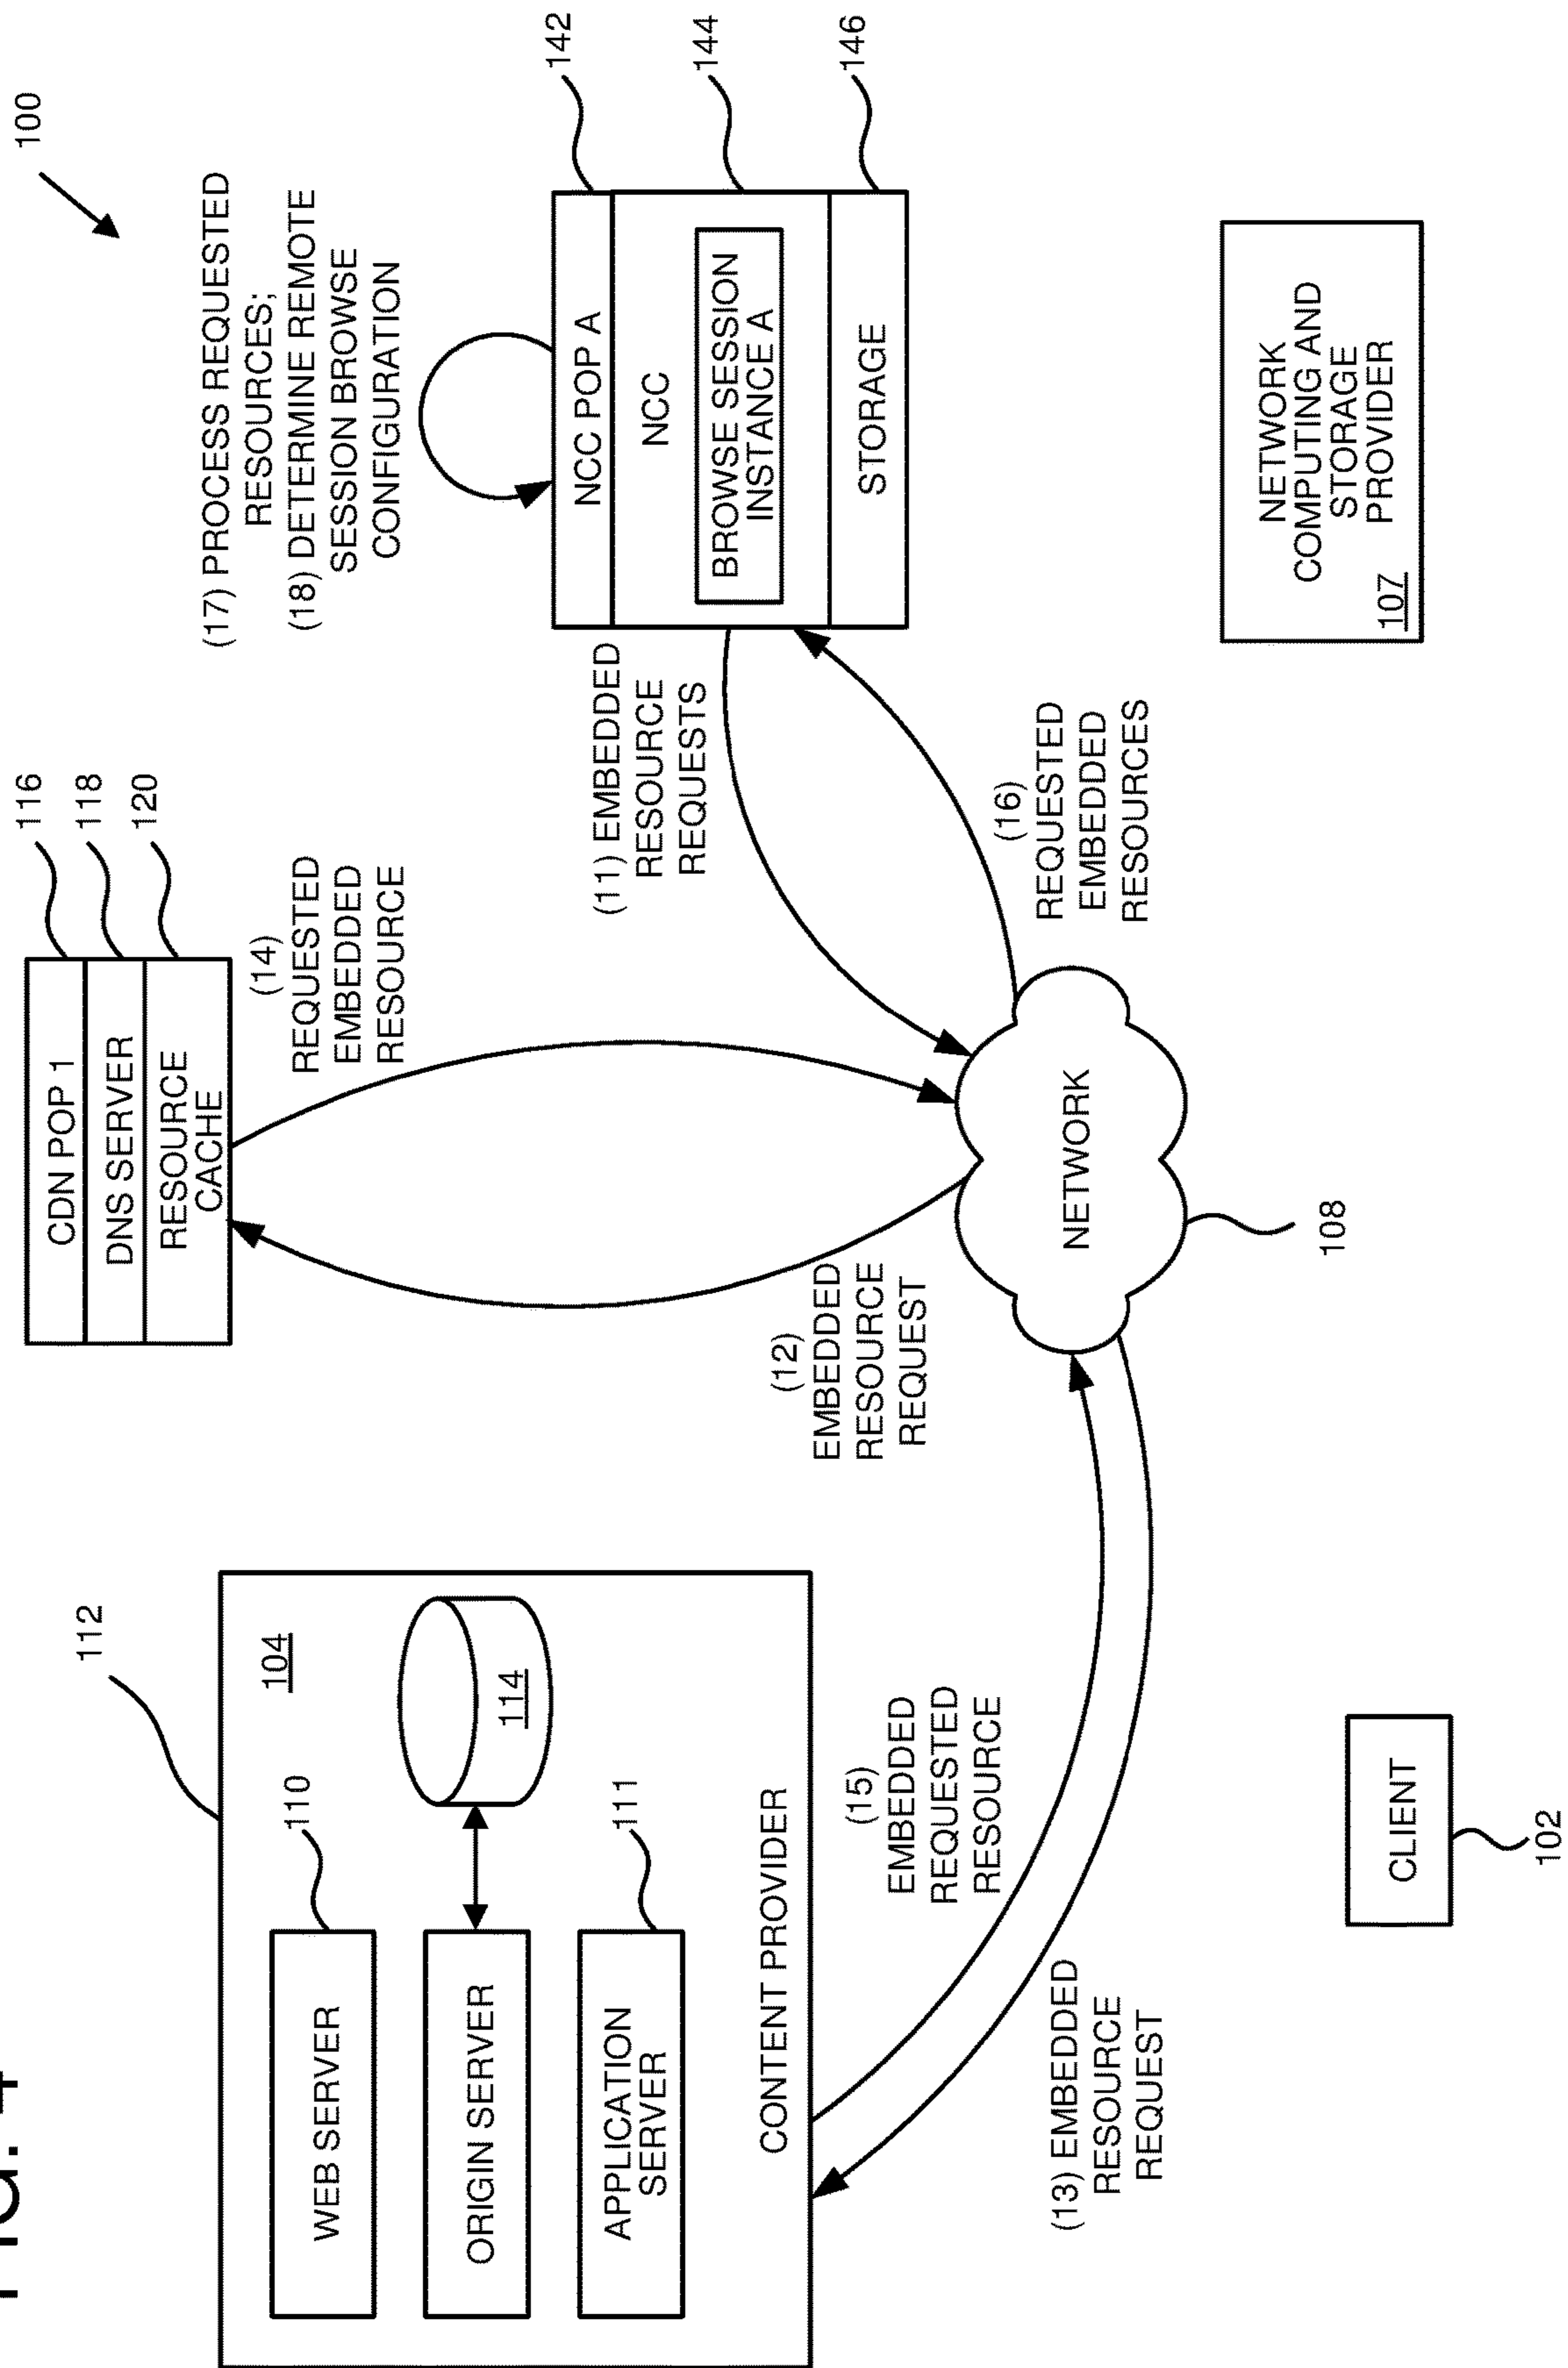 FIG. 4
100
112
104
110
WEB SERVER
114
ORIGIN SERVER
111
APPLICATION
SERVER
CONTENT PROVIDER
CDN POP 1
116
DNS SERVER
118
RESOURCE
CACHE
120
(14)
REQUESTED
EMBEDDED
RESOURCE
(12)
EMBEDDED
RESOURCE
REQUEST
(17) PROCESS REQUESTED
RESOURCES;
(18) DETERMINE REMOTE
SESSION BROWSE
CONFIGURATION
NCC POP A
142
NCC
144
BROWSE SESSION
INSTANCE A
STORAGE
146
(11) EMBEDDED
RESOURCE
REQUESTS
(16)
REQUESTED
EMBEDDED
RESOURCES
(15)
EMBEDDED
REQUESTED
RESOURCE
(13) EMBEDDED
RESOURCE
REQUEST
NETWORK
108
CLIENT
102
NETWORK
COMPUTING AND
STORAGE
PROVIDER
107